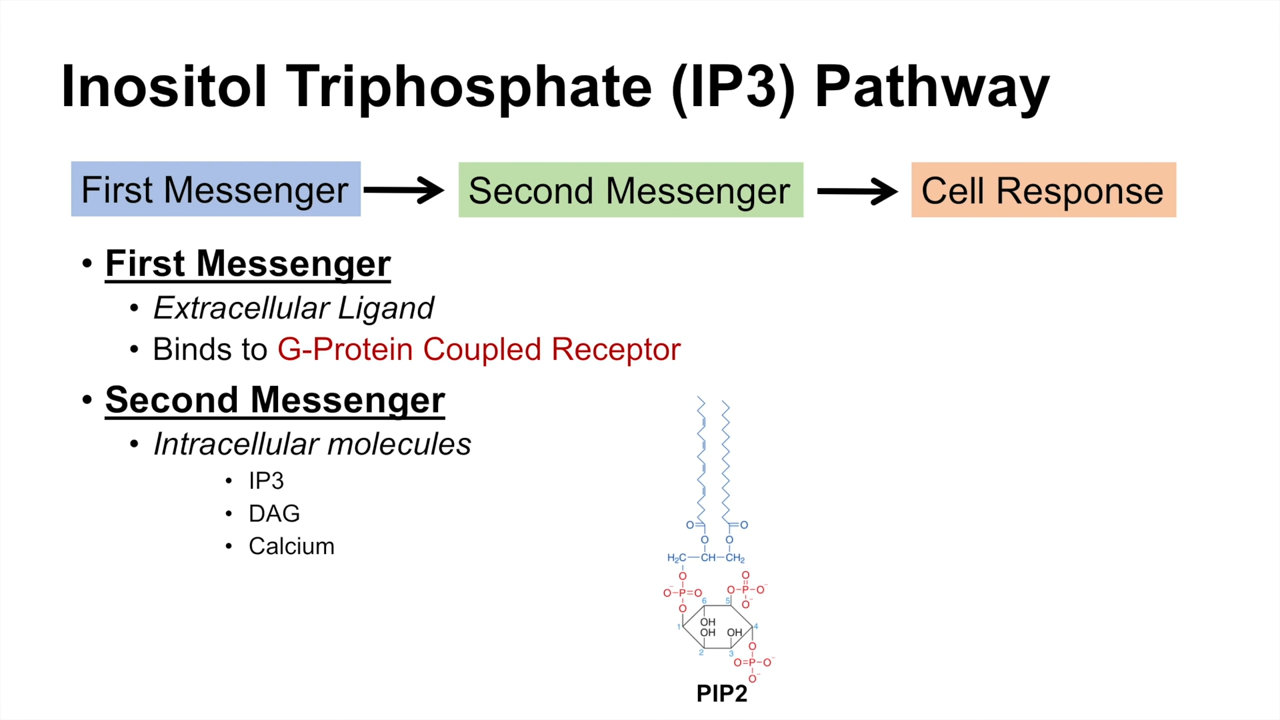 Inositol Triphosphate (IP3) Pathway
First Messenger
Second Messenger
Cell Response
• First Messenger
• Extracellular Ligand
• Binds to G-Protein Coupled Receptor
• Second Messenger
• Intracellular molecules
• IP3
• DAG
• Calcium
O O
O O
H₂C—CH—CH₂
O O
O⁻–P=O O–P–O⁻
O 6 5 O⁻
1 OH 4
OH OH
2 3 O
O=P–O⁻
O⁻
PIP2